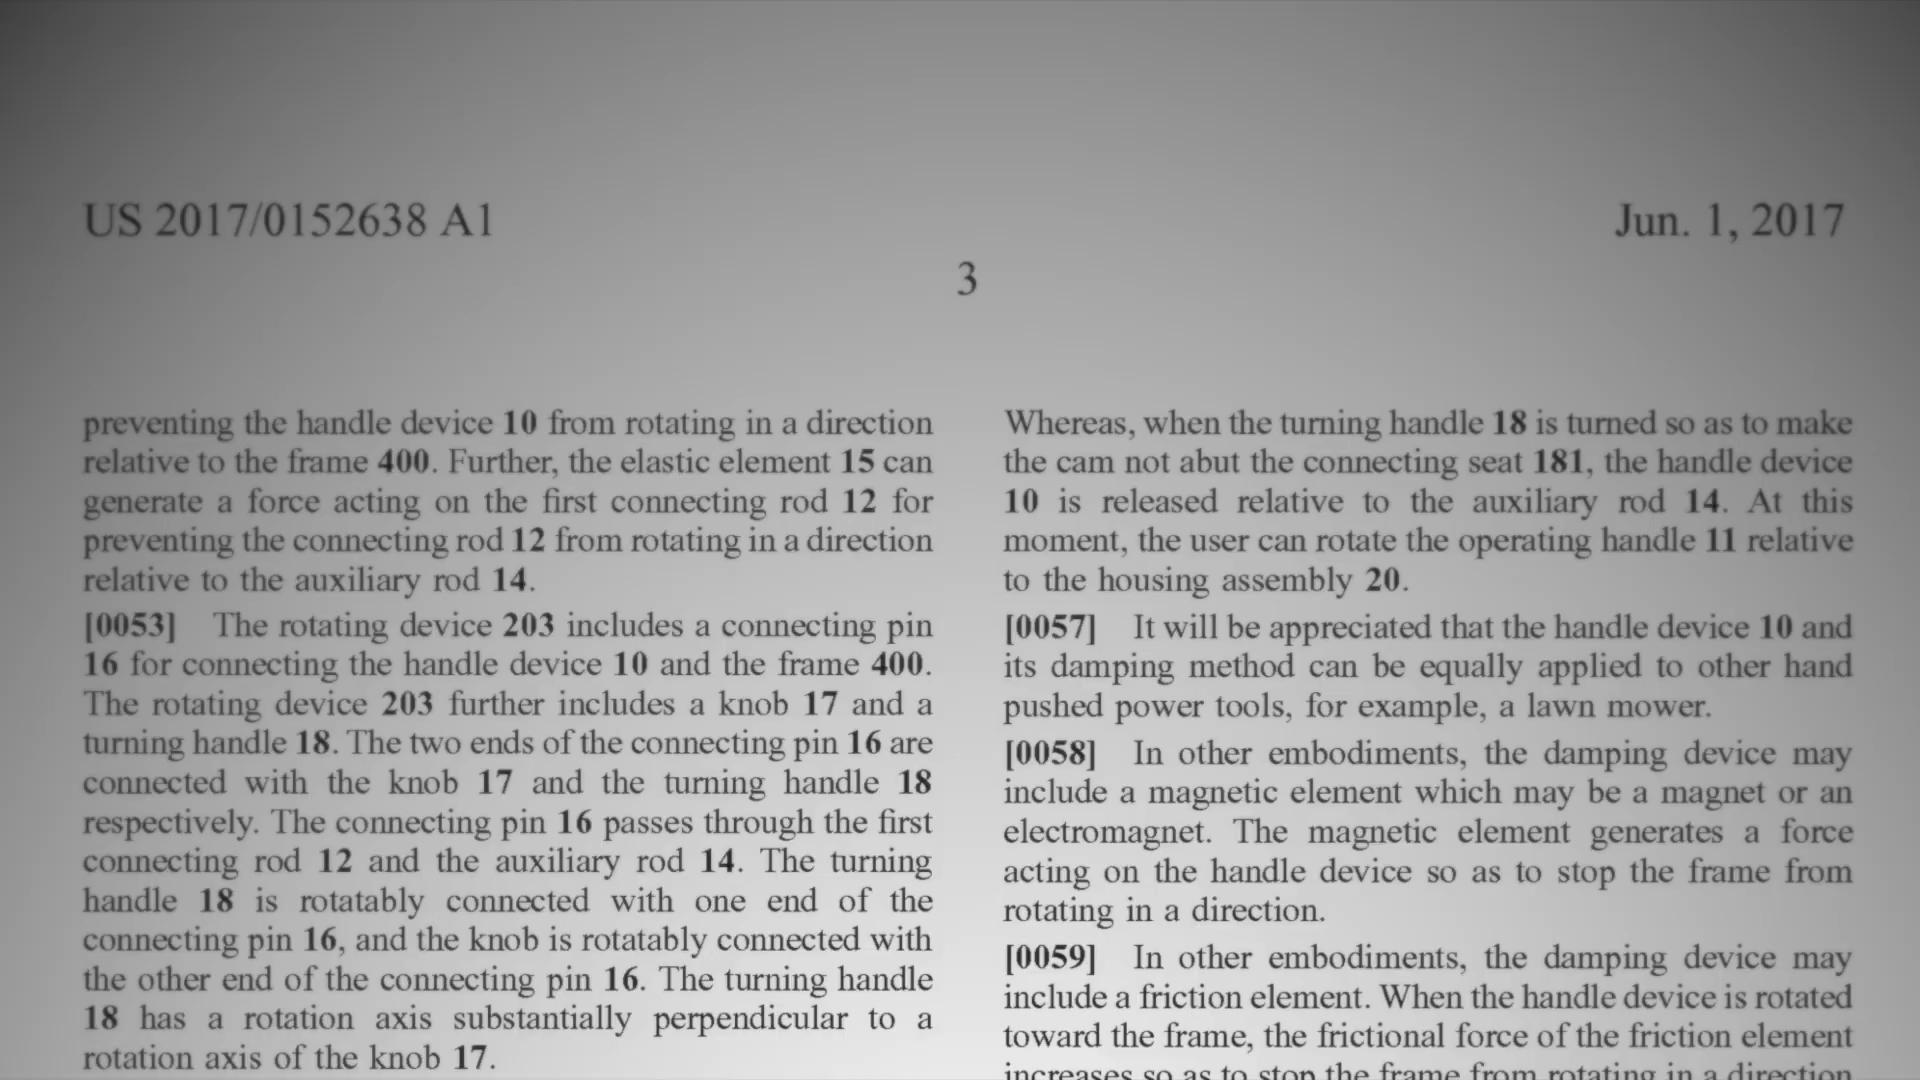 US 2017/0152638 A1
Jun. 1, 2017
3
preventing the handle device 10 from rotating in a direction
relative to the frame 400. Further, the elastic element 15 can
generate a force acting on the first connecting rod 12 for
preventing the connecting rod 12 from rotating in a direction
relative to the auxiliary rod 14.
[0053] The rotating device 203 includes a connecting pin
16 for connecting the handle device 10 and the frame 400.
The rotating device 203 further includes a knob 17 and a
turning handle 18. The two ends of the connecting pin 16 are
connected with the knob 17 and the turning handle 18
respectively. The connecting pin 16 passes through the first
connecting rod 12 and the auxiliary rod 14. The turning
handle 18 is rotatably connected with one end of the
connecting pin 16, and the knob is rotatably connected with
the other end of the connecting pin 16. The turning handle
18 has a rotation axis substantially perpendicular to a
rotation axis of the knob 17.
Whereas, when the turning handle 18 is turned so as to make
the cam not abut the connecting seat 181, the handle device
10 is released relative to the auxiliary rod 14. At this
moment, the user can rotate the operating handle 11 relative
to the housing assembly 20.
[0057] It will be appreciated that the handle device 10 and
its damping method can be equally applied to other hand
pushed power tools, for example, a lawn mower.
[0058] In other embodiments, the damping device may
include a magnetic element which may be a magnet or an
electromagnet. The magnetic element generates a force
acting on the handle device so as to stop the frame from
rotating in a direction.
[0059] In other embodiments, the damping device may
include a friction element. When the handle device is rotated
toward the frame, the frictional force of the friction element
increases so as to stop the frame from rotating in a direction